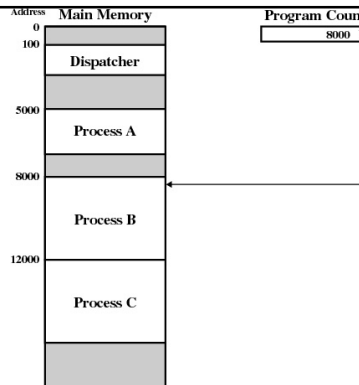 Address Main Memory Program Coun
0
8000
100
Dispatcher
5000
Process A
8000
Process B
12000
Process C